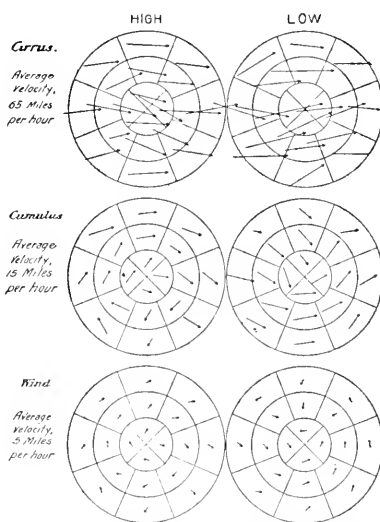 HIGH
LOW
Cirrus.
Average
Velocity,
65 Miles
per hour
Cumulus
Average
Velocity,
15 Miles
per hour
Wind
Average
Velocity,
5 Miles
per hour